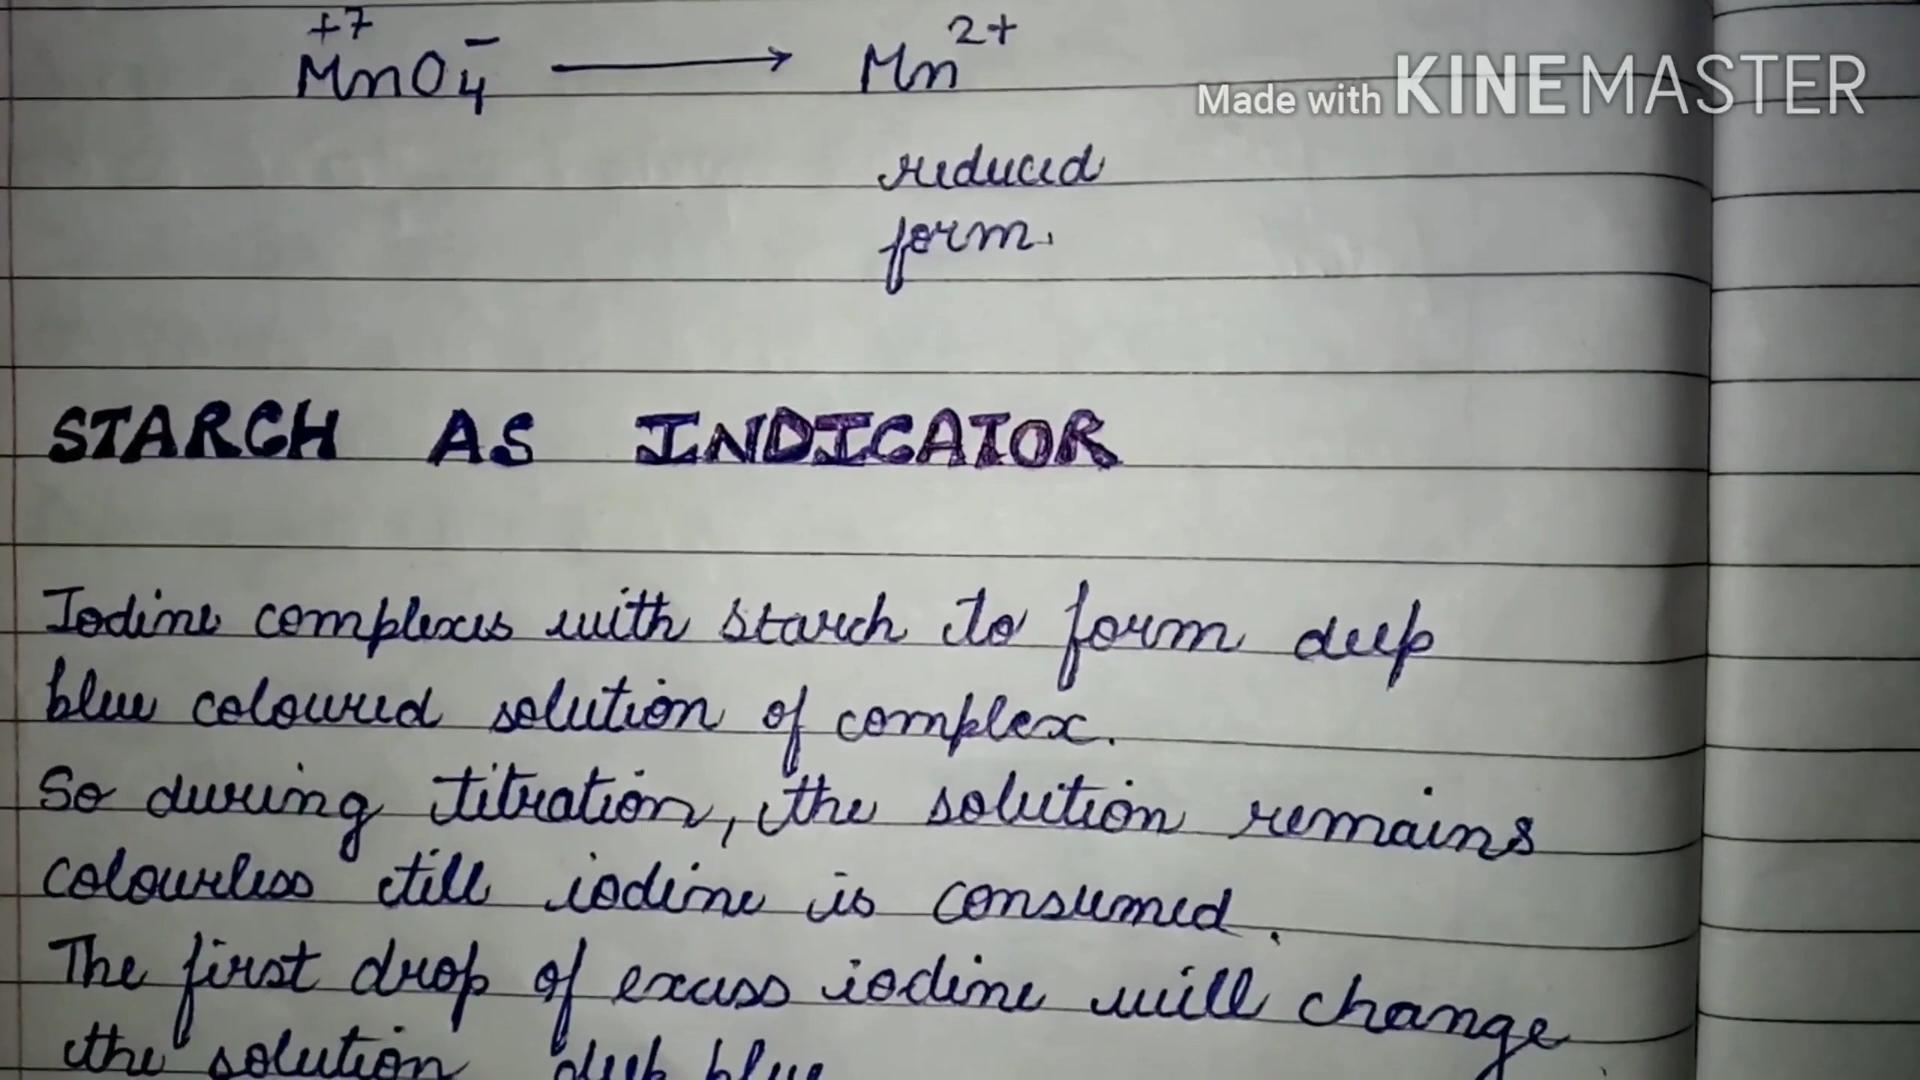 +7
MnO4⁻ ⟶ Mn²⁺
Made with KINEMASTER
reduced
form.
STARCH AS INDICATOR
Iodine complexes with starch to form deep
blue coloured solution of complex.
So during titration, the solution remains
colourless till iodine is consumed.
The first drop of excess iodine will change
the solution deep blue